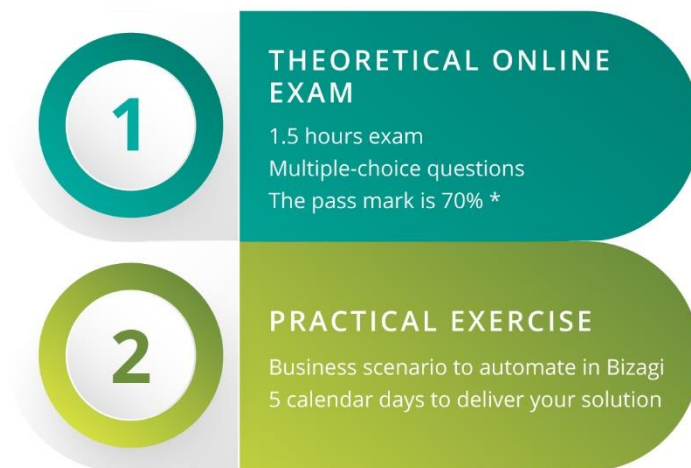 1
THEORETICAL ONLINE
EXAM
1.5 hours exam
Multiple-choice questions
The pass mark is 70% *
2
PRACTICAL EXERCISE
Business scenario to automate in Bizagi
5 calendar days to deliver your solution